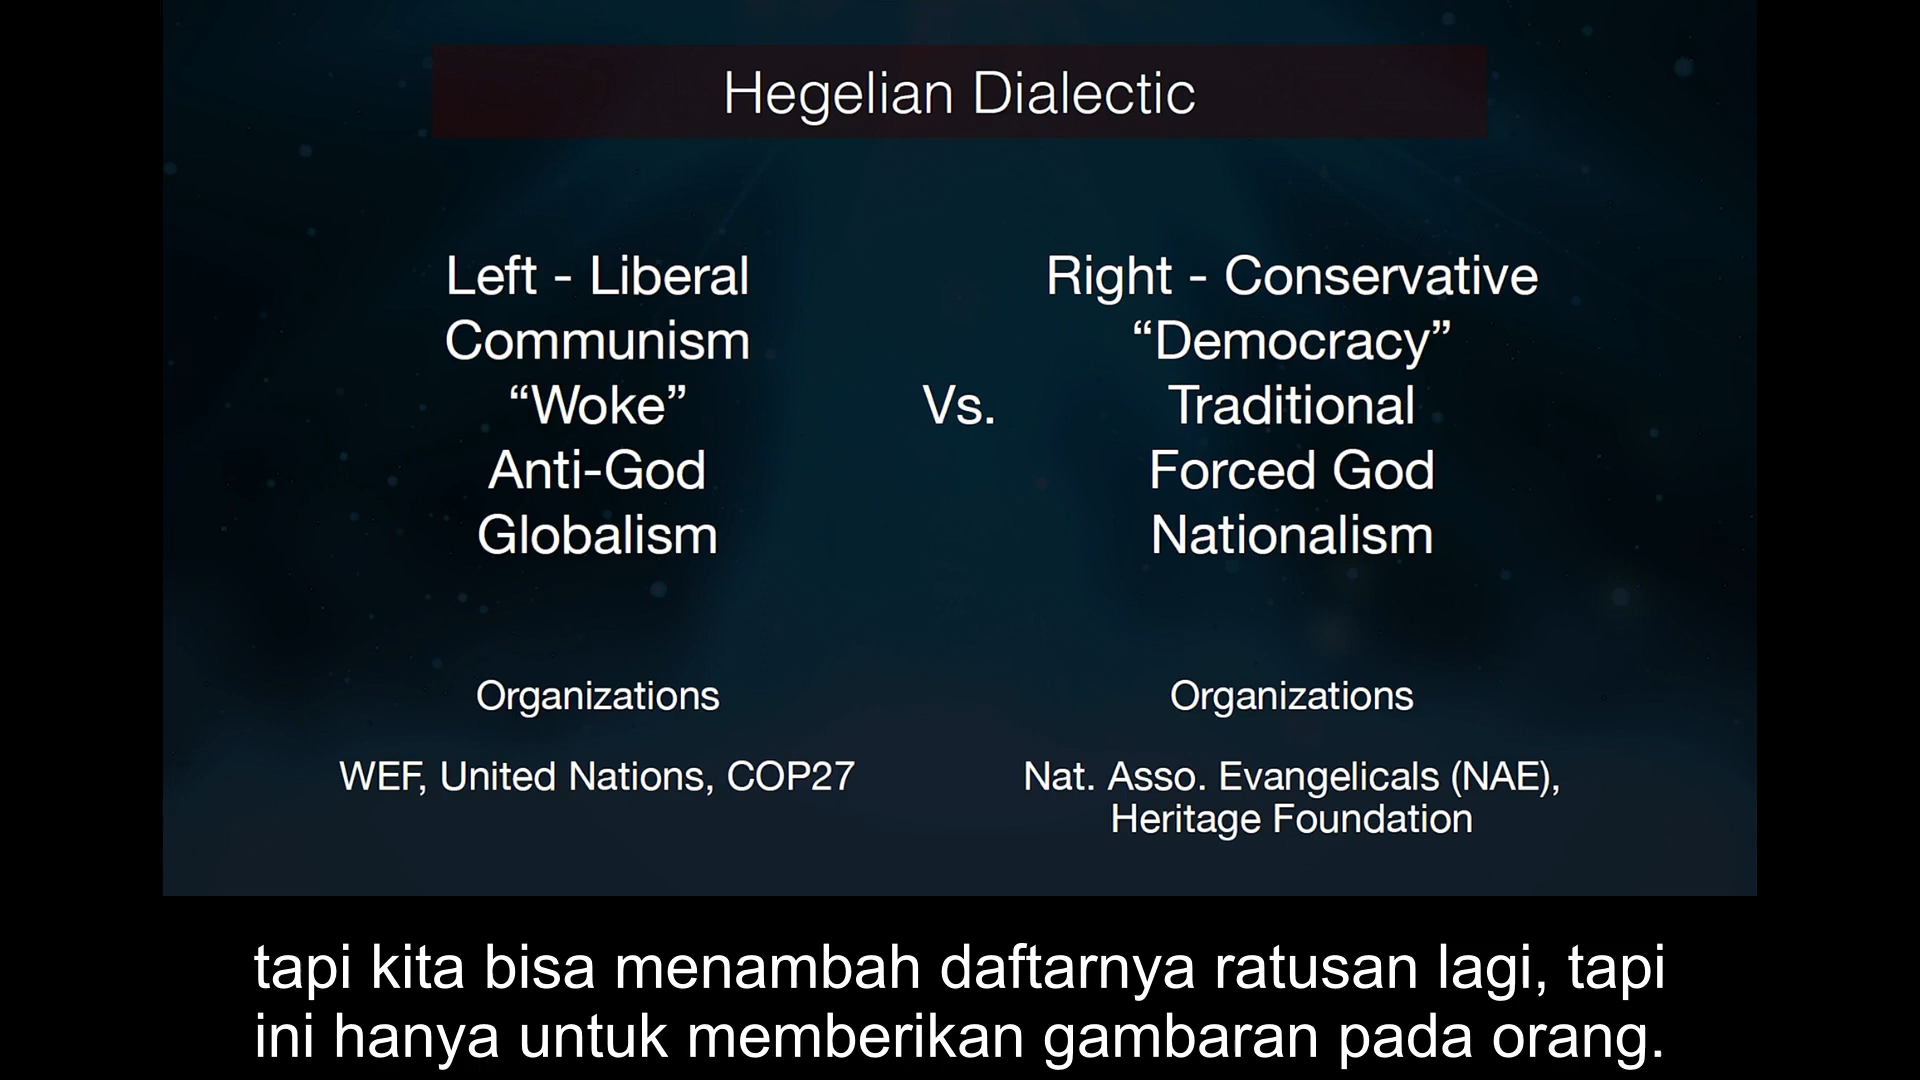 Hegelian Dialectic
Left - Liberal
Communism
“Woke”
Anti-God
Globalism
Vs.
Right - Conservative
“Democracy”
Traditional
Forced God
Nationalism
Organizations
WEF, United Nations, COP27
Organizations
Nat. Asso. Evangelicals (NAE),
Heritage Foundation
tapi kita bisa menambah daftarnya ratusan lagi, tapi
ini hanya untuk memberikan gambaran pada orang.